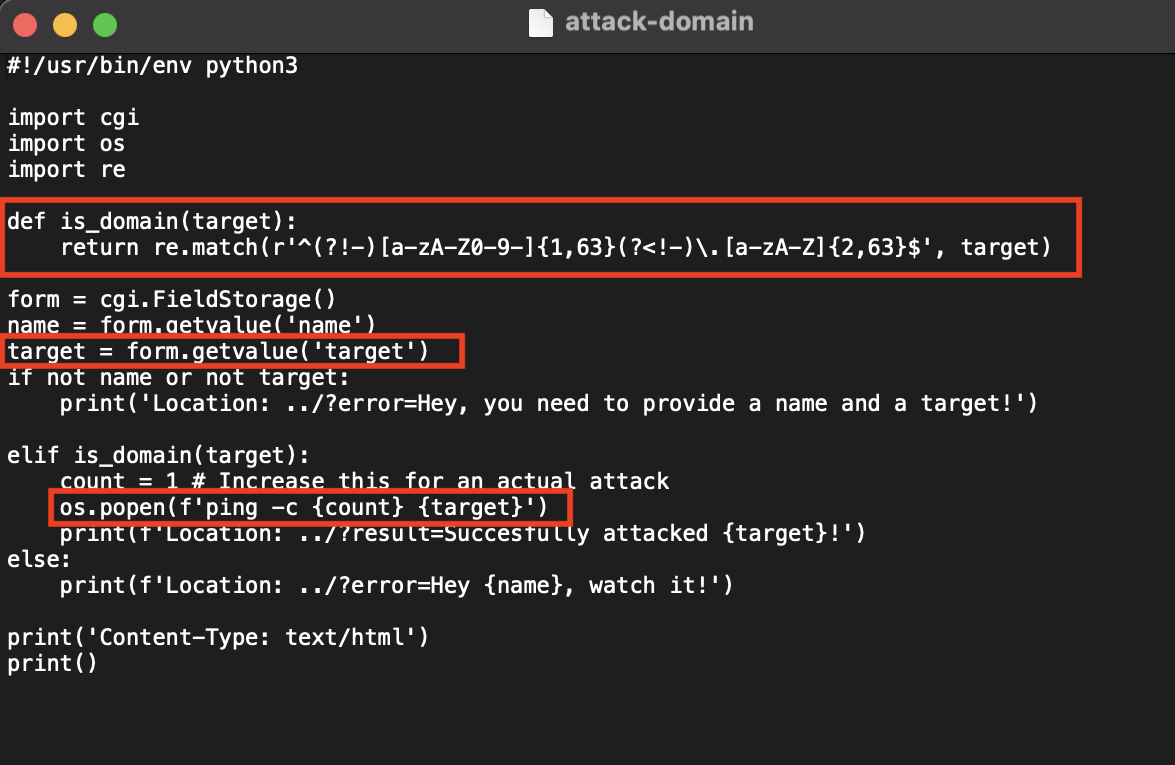 attack-domain
#!/usr/bin/env python3
import cgi
import os
import re
def is_domain(target):
    return re.match(r'^(?!-)[a-zA-Z0-9-]{1,63}(?<!-)\.[a-zA-Z]{2,63}$', target)
form = cgi.FieldStorage()
name = form.getvalue('name')
target = form.getvalue('target')
if not name or not target:
    print('Location: ../?error=Hey, you need to provide a name and a target!')
elif is_domain(target):
    count = 1 # Increase this for an actual attack
    os.popen(f'ping -c {count} {target}')
    print(f'Location: ../?result=Succesfully attacked {target}!')
else:
    print(f'Location: ../?error=Hey {name}, watch it!')
print('Content-Type: text/html')
print()